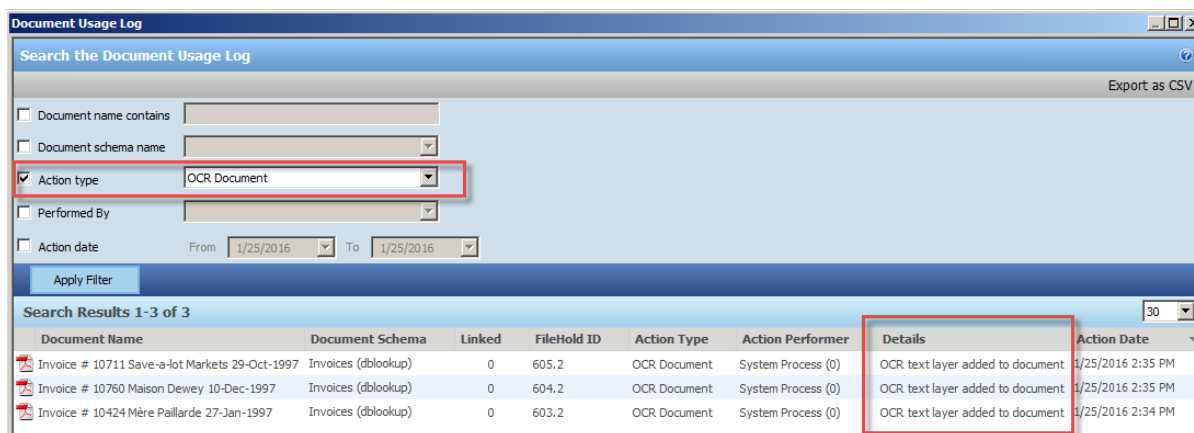 Document Usage Log
Search the Document Usage Log
Export as CSV
Document name contains
Document schema name
Action type OCR Document
Performed By
Action date From 1/25/2016 To 1/25/2016
Apply Filter
Search Results 1-3 of 3 30
Document Name Document Schema Linked FileHold ID Action Type Action Performer Details Action Date
Invoice # 10711 Save-a-lot Markets 29-Oct-1997 Invoices (dblookup) 0 605.2 OCR Document System Process (0) OCR text layer added to document 1/25/2016 2:35 PM
Invoice # 10760 Maison Dewey 10-Dec-1997 Invoices (dblookup) 0 604.2 OCR Document System Process (0) OCR text layer added to document 1/25/2016 2:35 PM
Invoice # 10424 Mère Paillarde 27-Jan-1997 Invoices (dblookup) 0 603.2 OCR Document System Process (0) OCR text layer added to document 1/25/2016 2:34 PM